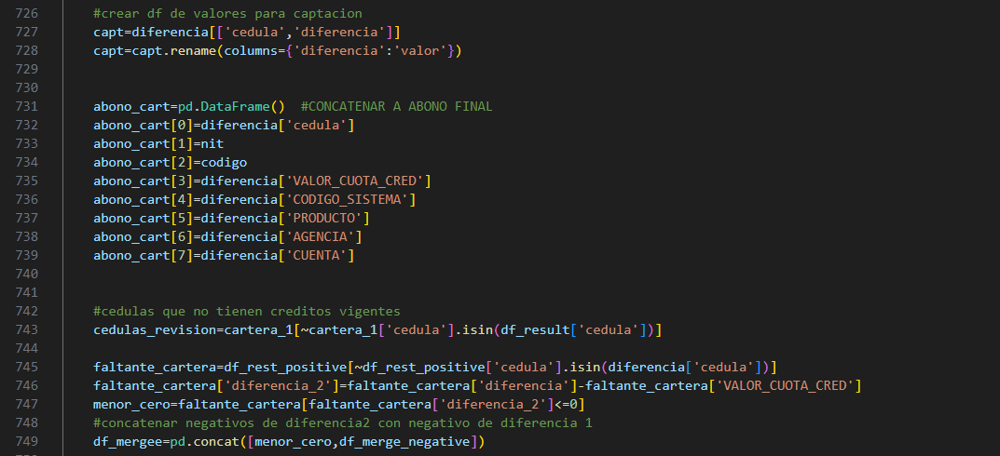 726 #crear df de valores para captacion
727 capt=diferencia[['cedula','diferencia']]
728 capt=capt.rename(columns={'diferencia':'valor'})
729
730
731 abono_cart=pd.DataFrame()  #CONCATENAR A ABONO FINAL
732 abono_cart[0]=diferencia['cedula']
733 abono_cart[1]=nit
734 abono_cart[2]=codigo
735 abono_cart[3]=diferencia['VALOR_CUOTA_CRED']
736 abono_cart[4]=diferencia['CODIGO_SISTEMA']
737 abono_cart[5]=diferencia['PRODUCTO']
738 abono_cart[6]=diferencia['AGENCIA']
739 abono_cart[7]=diferencia['CUENTA']
740
741
742 #cedulas que no tienen creditos vigentes
743 cedulas_revision=cartera_1[~cartera_1['cedula'].isin(df_result['cedula'])]
744
745 faltante_cartera=df_rest_positive[~df_rest_positive['cedula'].isin(diferencia['cedula'])]
746 faltante_cartera['diferencia_2']=faltante_cartera['diferencia']-faltante_cartera['VALOR_CUOTA_CRED']
747 menor_cero=faltante_cartera[faltante_cartera['diferencia_2']<=0]
748 #concatenar negativos de diferencia2 con negativo de diferencia 1
749 df_mergee=pd.concat([menor_cero,df_merge_negative])